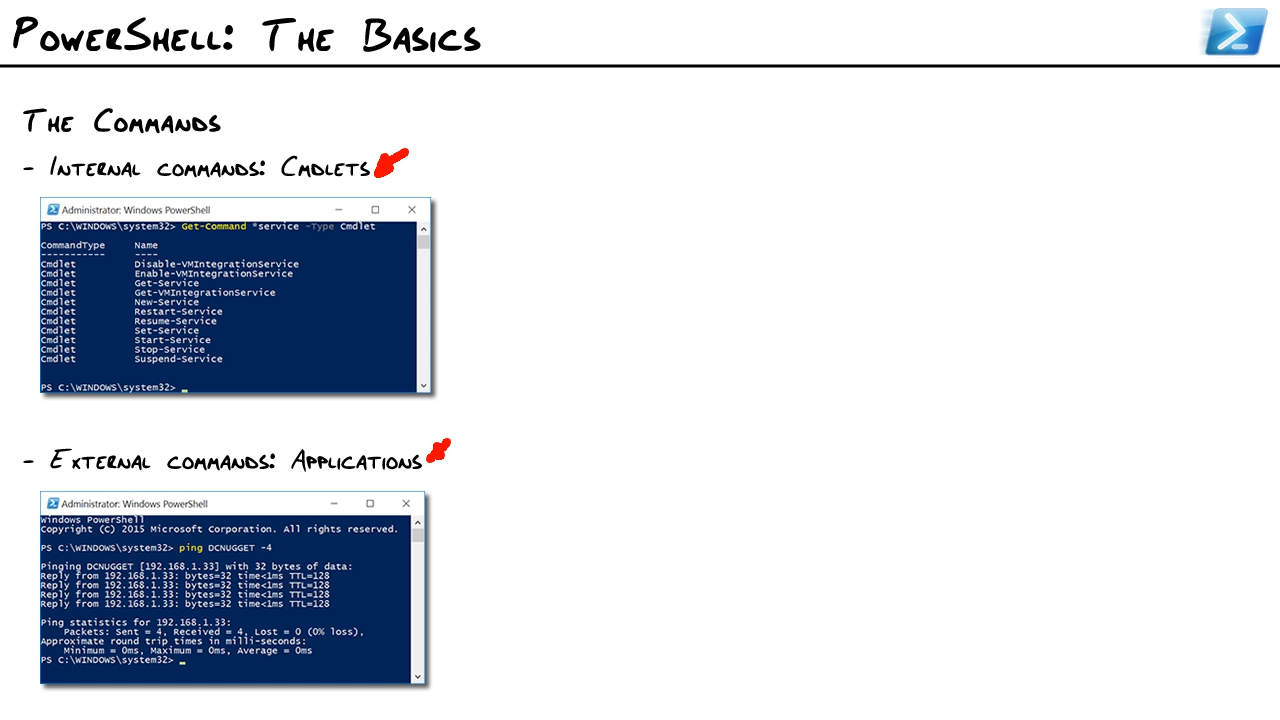 PowerShell: The Basics
The Commands
- Internal commands: Cmdlets
Administrator: Windows PowerShell
PS C:\WINDOWS\system32> Get-Command *service -Type Cmdlet
CommandType Name
----------- ----
Cmdlet Disable-VMIntegrationService
Cmdlet Enable-VMIntegrationService
Cmdlet Get-Service
Cmdlet Get-VMIntegrationService
Cmdlet New-Service
Cmdlet Restart-Service
Cmdlet Resume-Service
Cmdlet Set-Service
Cmdlet Start-Service
Cmdlet Stop-Service
Cmdlet Suspend-Service
PS C:\WINDOWS\system32> _
- External commands: Applications
Administrator: Windows PowerShell
Windows PowerShell
Copyright (C) 2015 Microsoft Corporation. All rights reserved.
PS C:\WINDOWS\system32> ping DCNUGGET -4
Pinging DCNUGGET [192.168.1.33] with 32 bytes of data:
Reply from 192.168.1.33: bytes=32 time<1ms TTL=128
Reply from 192.168.1.33: bytes=32 time<1ms TTL=128
Reply from 192.168.1.33: bytes=32 time<1ms TTL=128
Reply from 192.168.1.33: bytes=32 time<1ms TTL=128
Ping statistics for 192.168.1.33:
Packets: Sent = 4, Received = 4, Lost = 0 (0% loss),
Approximate round trip times in milli-seconds:
Minimum = 0ms, Maximum = 0ms, Average = 0ms
PS C:\WINDOWS\system32> _